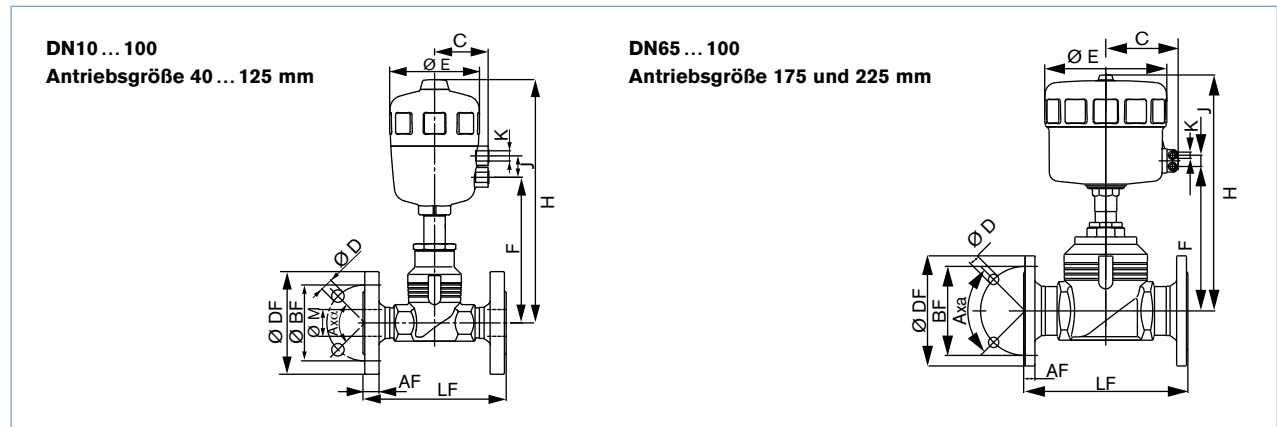 DN10 … 100
Antriebsgröße 40 … 125 mm
C
Ø E
K
J
H
F
Ø D
Ø DF
Ø BF
Ø M
Axα
AF
LF
DN65 … 100
Antriebsgröße 175 und 225 mm
C
Ø E
K
J
H
F
Ø D
Ø DF
BF
Axa
AF
LF